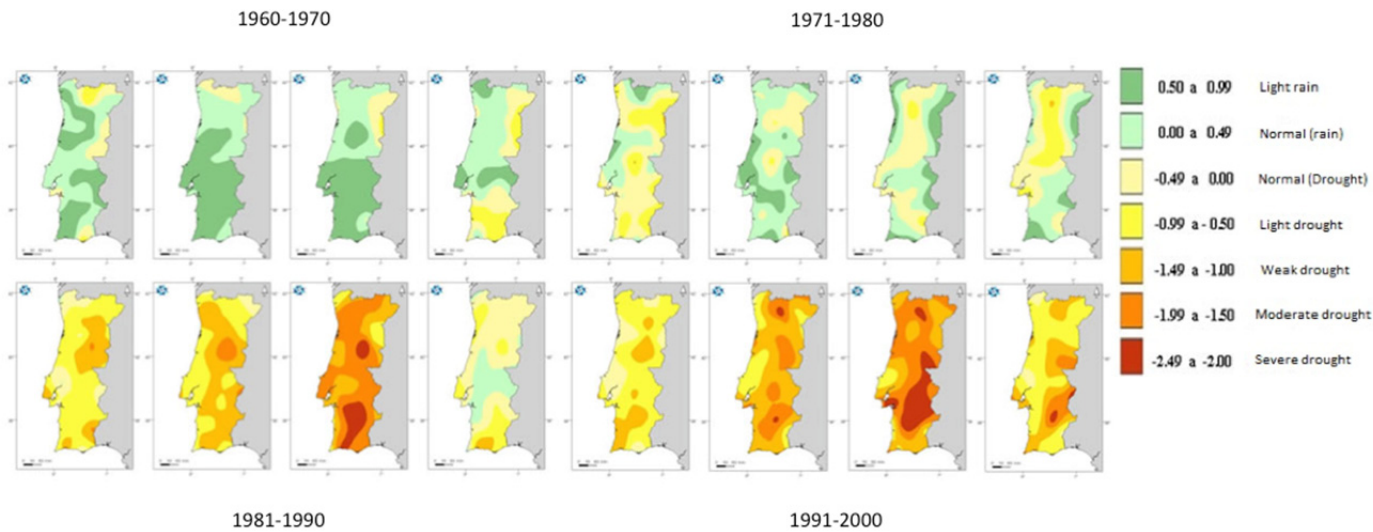 1960-1970
1971-1980
0.50 a 0.99 Light rain
0.00 a 0.49 Normal (rain)
-0.49 a 0.00 Normal (Drought)
-0.99 a - 0.50 Light drought
-1.49 a -1.00 Weak drought
-1.99 a -1.50 Moderate drought
-2.49 a -2.00 Severe drought
1981-1990
1991-2000